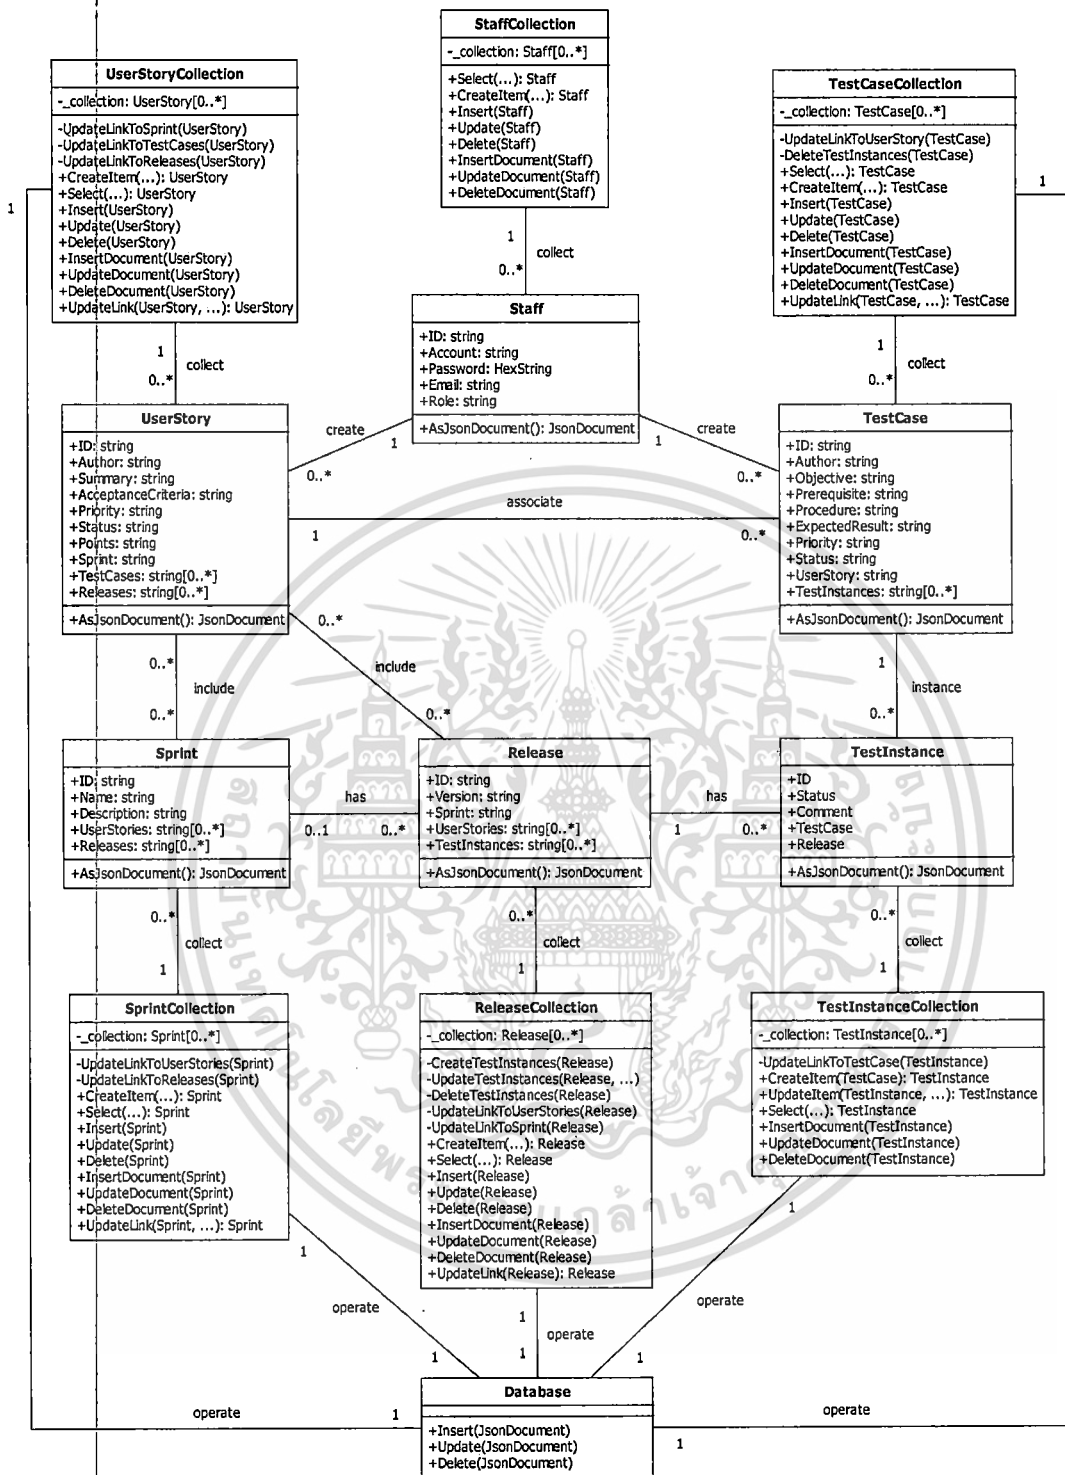 StaffCollection
-_collection: Staff[0..*]
+Select(...): Staff
+CreateItem(...): Staff
+Insert(Staff)
+Update(Staff)
+Delete(Staff)
+InsertDocument(Staff)
+UpdateDocument(Staff)
+DeleteDocument(Staff)
UserStoryCollection
-_collection: UserStory[0..*]
-UpdateLinkToSprint(UserStory)
-UpdateLinkToTestCases(UserStory)
-UpdateLinkToReleases(UserStory)
+CreateItem(...): UserStory
+Select(...): UserStory
+Insert(UserStory)
+Update(UserStory)
+Delete(UserStory)
+InsertDocument(UserStory)
+UpdateDocument(UserStory)
+DeleteDocument(UserStory)
+UpdateLink(UserStory, ...): UserStory
TestCaseCollection
-_collection: TestCase[0..*]
-UpdateLinkToUserStory(TestCase)
-DeleteTestInstances(TestCase)
+Select(...): TestCase
+CreateItem(...): TestCase
+Insert(TestCase)
+Update(TestCase)
+Delete(TestCase)
+InsertDocument(TestCase)
+UpdateDocument(TestCase)
+DeleteDocument(TestCase)
+UpdateLink(TestCase, ...): TestCase
1
1
1
collect
0..*
1
collect
0..*
1
collect
0..*
Staff
+ID: string
+Account: string
+Password: HexString
+Email: string
+Role: string
+AsJsonDocument(): JsonDocument
UserStory
+ID: string
+Author: string
+Summary: string
+AcceptanceCriteria: string
+Priority: string
+Status: string
+Points: string
+Sprint: string
+TestCases: string[0..*]
+Releases: string[0..*]
+AsJsonDocument(): JsonDocument
create
1
0..*
create
1
0..*
associate
1
0..*
TestCase
+ID: string
+Author: string
+Objective: string
+Prerequisite: string
+Procedure: string
+ExpectedResult: string
+Priority: string
+Status: string
+UserStory: string
+TestInstances: string[0..*]
+AsJsonDocument(): JsonDocument
0..*
include
0..*
0..*
include
0..*
1
instance
0..*
Sprint
+ID: string
+Name: string
+Description: string
+UserStories: string[0..*]
+Releases: string[0..*]
+AsJsonDocument(): JsonDocument
has
0..1
0..*
Release
+ID: string
+Version: string
+Sprint: string
+UserStories: string[0..*]
+TestInstances: string[0..*]
+AsJsonDocument(): JsonDocument
has
1
0..*
TestInstance
+ID
+Status
+Comment
+TestCase
+Release
+AsJsonDocument(): JsonDocument
0..*
collect
1
0..*
collect
1
0..*
collect
1
SprintCollection
-_collection: Sprint[0..*]
-UpdateLinkToUserStories(Sprint)
-UpdateLinkToReleases(Sprint)
+CreateItem(...): Sprint
+Select(...): Sprint
+Insert(Sprint)
+Update(Sprint)
+Delete(Sprint)
+InsertDocument(Sprint)
+UpdateDocument(Sprint)
+DeleteDocument(Sprint)
+UpdateLink(Sprint, ...): Sprint
ReleaseCollection
-_collection: Release[0..*]
-CreateTestInstances(Release)
-UpdateTestInstances(Release, ...)
-DeleteTestInstances(Release)
-UpdateLinkToUserStories(Release)
-UpdateLinkToSprint(Release)
+CreateItem(...): Release
+Select(...): Release
+Insert(Release)
+Update(Release)
+Delete(Release)
+InsertDocument(Release)
+UpdateDocument(Release)
+DeleteDocument(Release)
+UpdateLink(Release): Release
TestInstanceCollection
-_collection: TestInstance[0..*]
-UpdateLinkToTestCase(TestInstance)
+CreateItem(TestCase): TestInstance
+UpdateItem(TestInstance, ...): TestInstance
+Select(...): TestInstance
+InsertDocument(TestInstance)
+UpdateDocument(TestInstance)
+DeleteDocument(TestInstance)
1
operate
1
1
operate
1
1
operate
1
operate
1
operate
1
Database
+Insert(JsonDocument)
+Update(JsonDocument)
+Delete(JsonDocument)